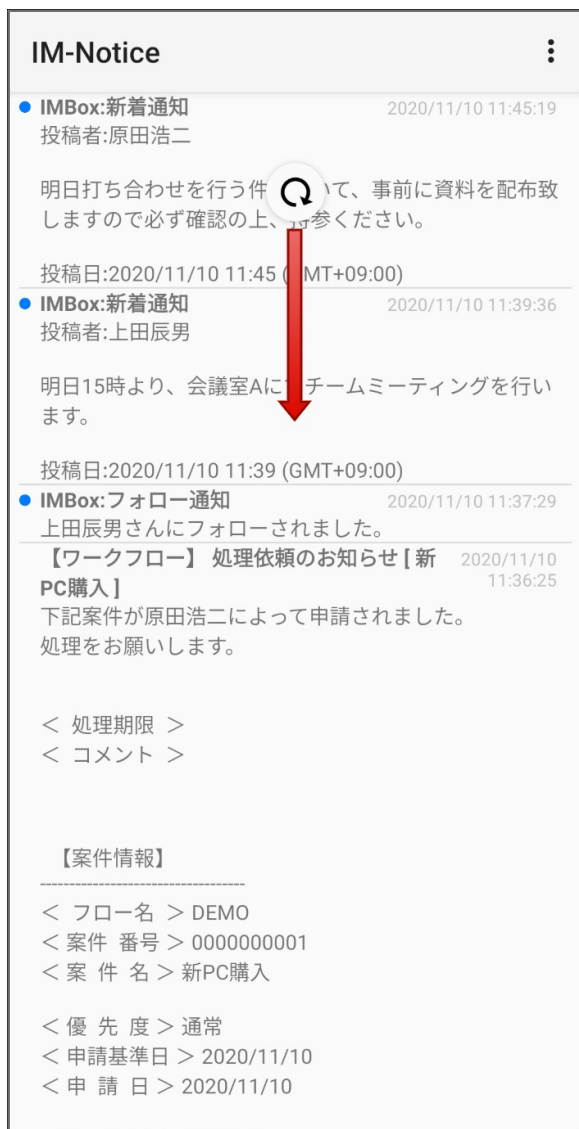 IM-Notice
IMBox:新着通知 2020/11/10 11:45:19
投稿者:原田浩二
明日打ち合わせを行う件 いて、事前に資料を配布致
しますので必ず確認の上、持参ください。
投稿日:2020/11/10 11:45 (GMT+09:00)
IMBox:新着通知 2020/11/10 11:39:36
投稿者:上田辰男
明日15時より、会議室Aに チームミーティングを行い
ます。
投稿日:2020/11/10 11:39 (GMT+09:00)
IMBox:フォロー通知 2020/11/10 11:37:29
上田辰男さんにフォローされました。
【ワークフロー】 処理依頼のお知らせ [ 新 2020/11/10
PC購入 ] 11:36:25
下記案件が原田浩二によって申請されました。
処理をお願いします。
＜ 処理期限 ＞
＜ コメント ＞
【案件情報】
-----------------------------------
＜ フロー名 ＞ DEMO
＜ 案件 番号 ＞ 0000000001
＜ 案 件 名 ＞ 新PC購入
＜ 優 先 度 ＞ 通常
＜ 申請基準日 ＞ 2020/11/10
＜ 申 請 日 ＞ 2020/11/10